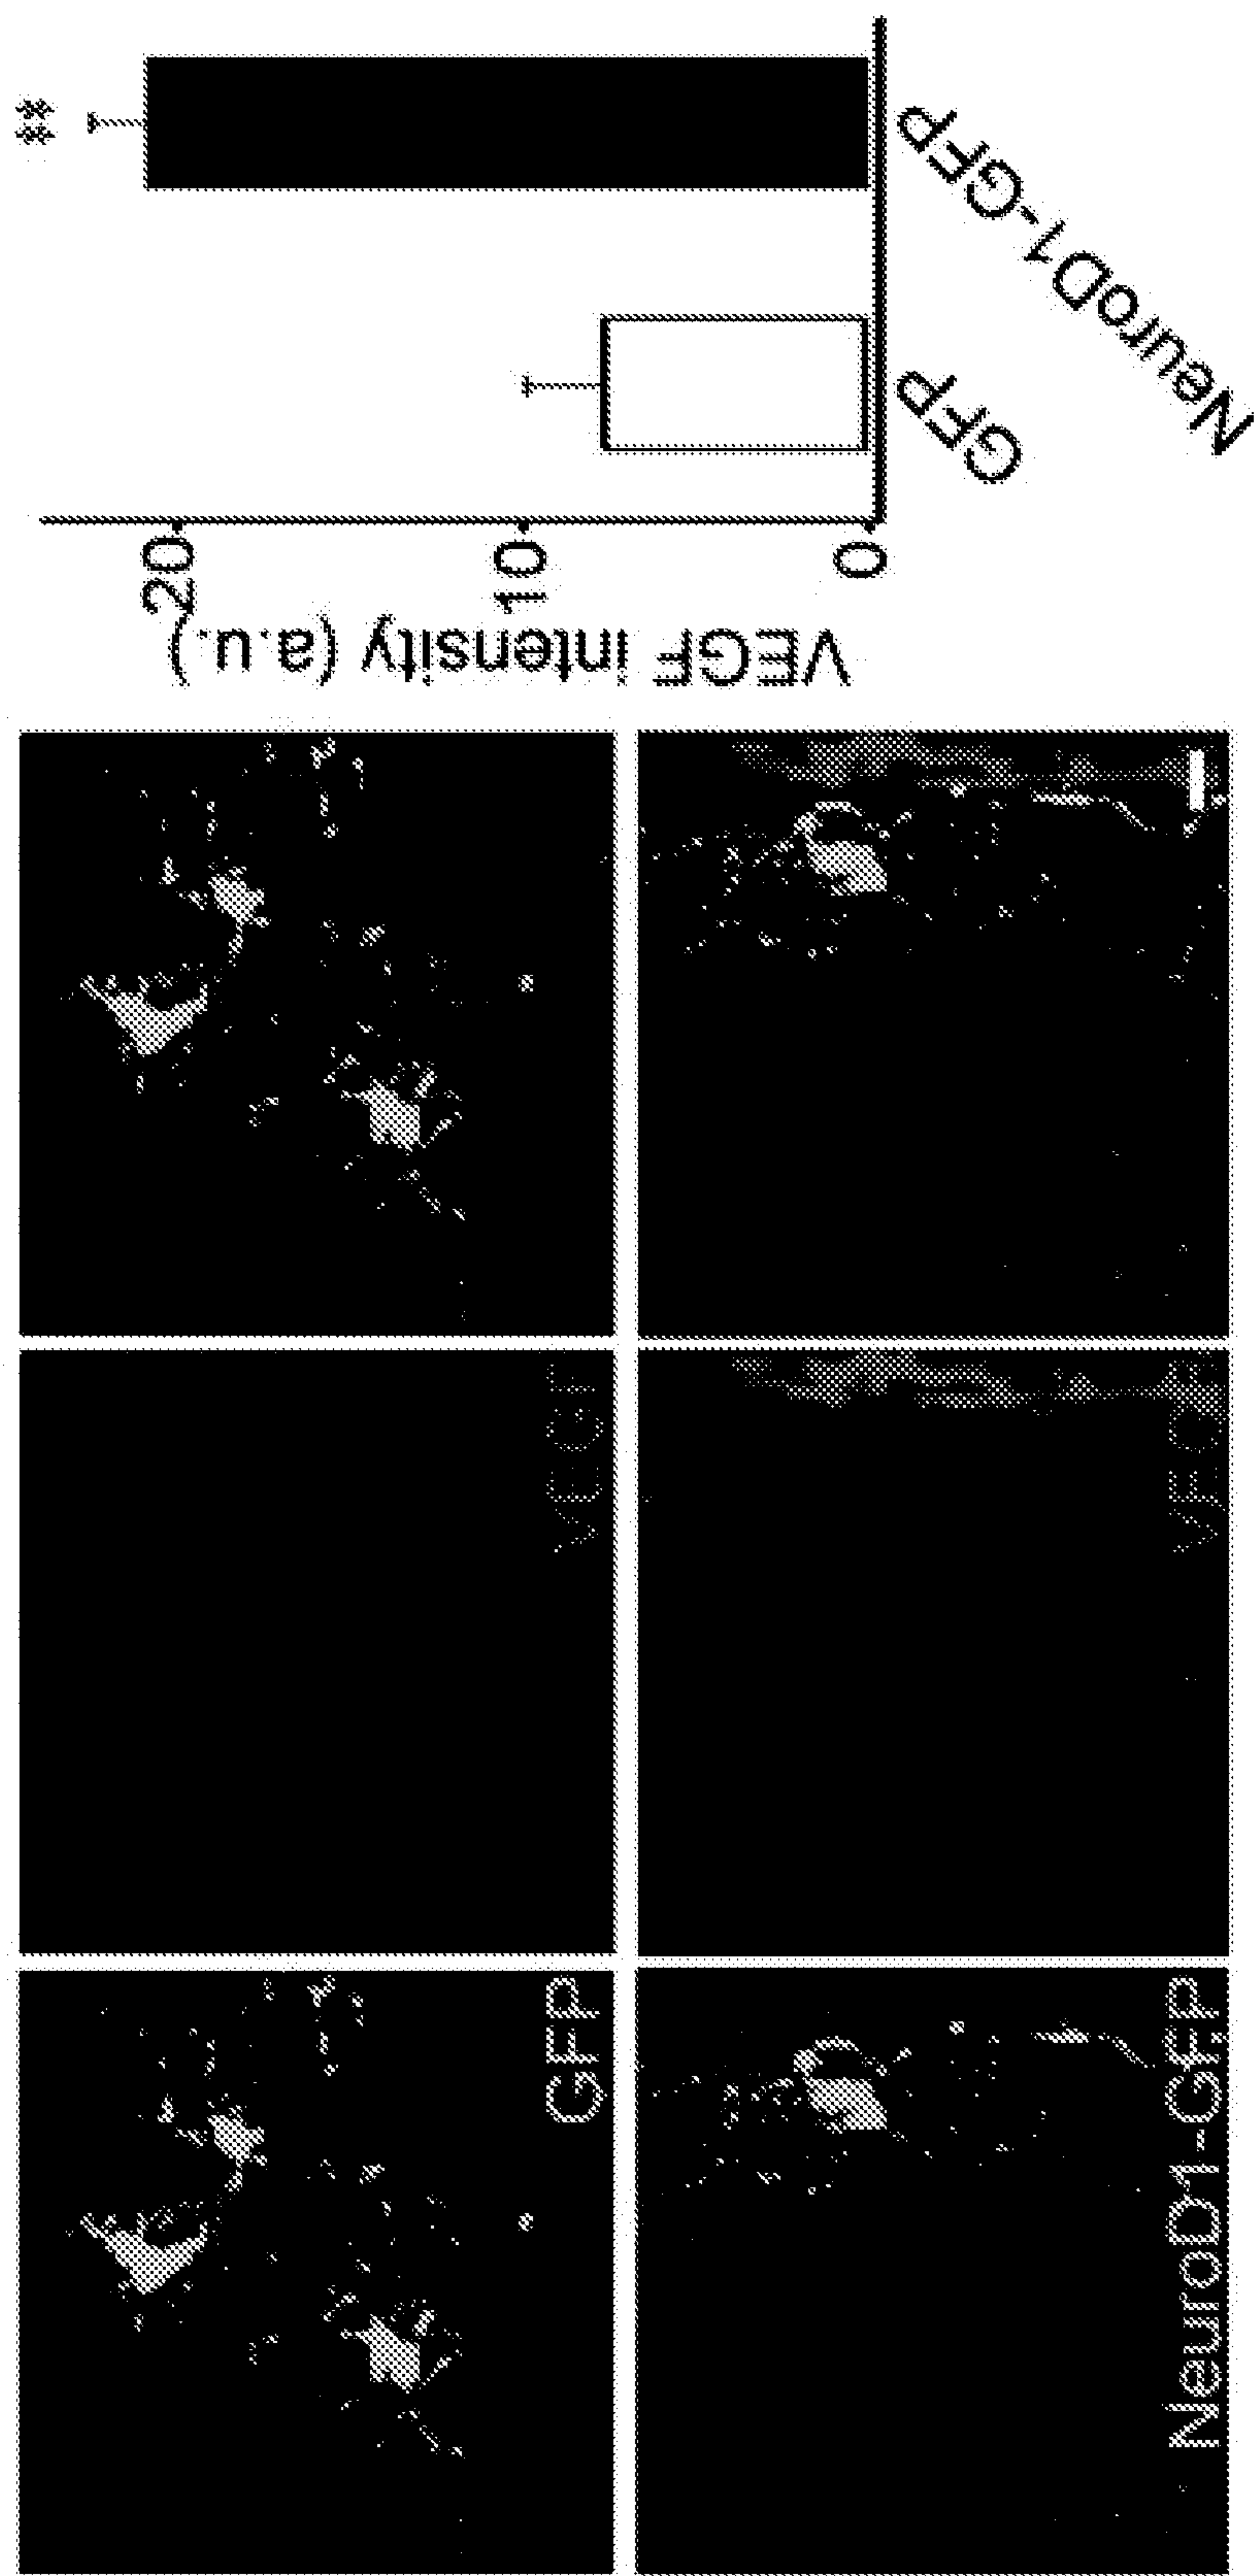 GFP
VEGF
NeuroD1-GFP
VEGF
VEGF intensity (a.u.)
20
10
0
**
GFP
NeuroD1-GFP